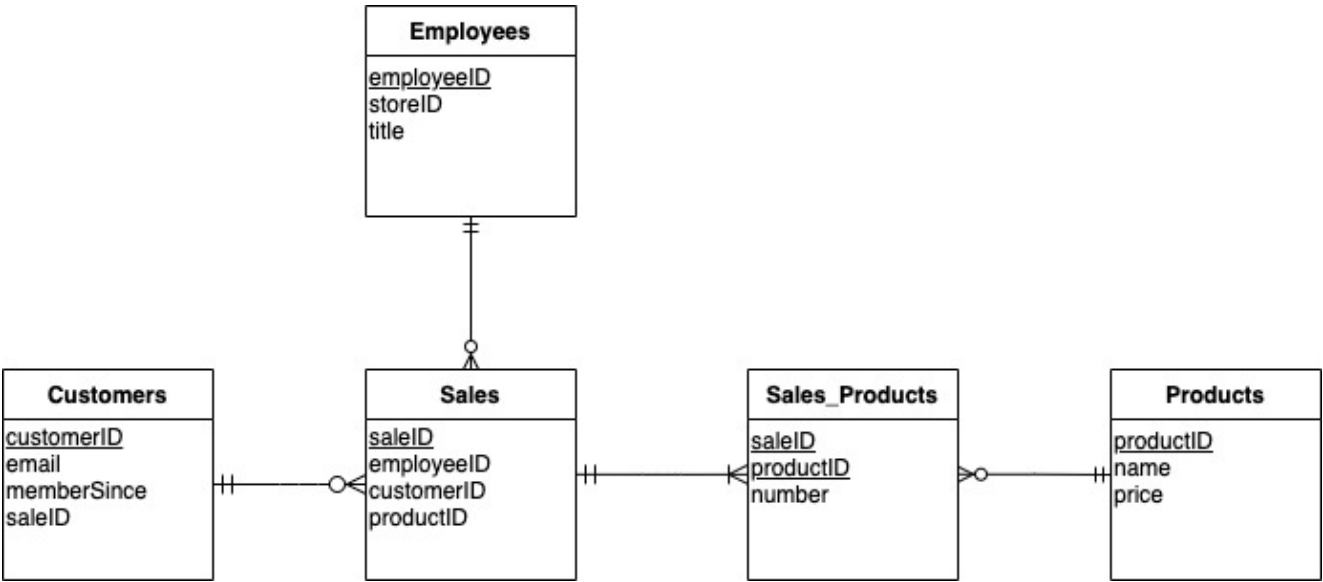 Employees
employeeID
storeID
title
Customers
customerID
email
memberSince
saleID
Sales
saleID
employeeID
customerID
productID
Sales_Products
saleID
productID
number
Products
productID
name
price